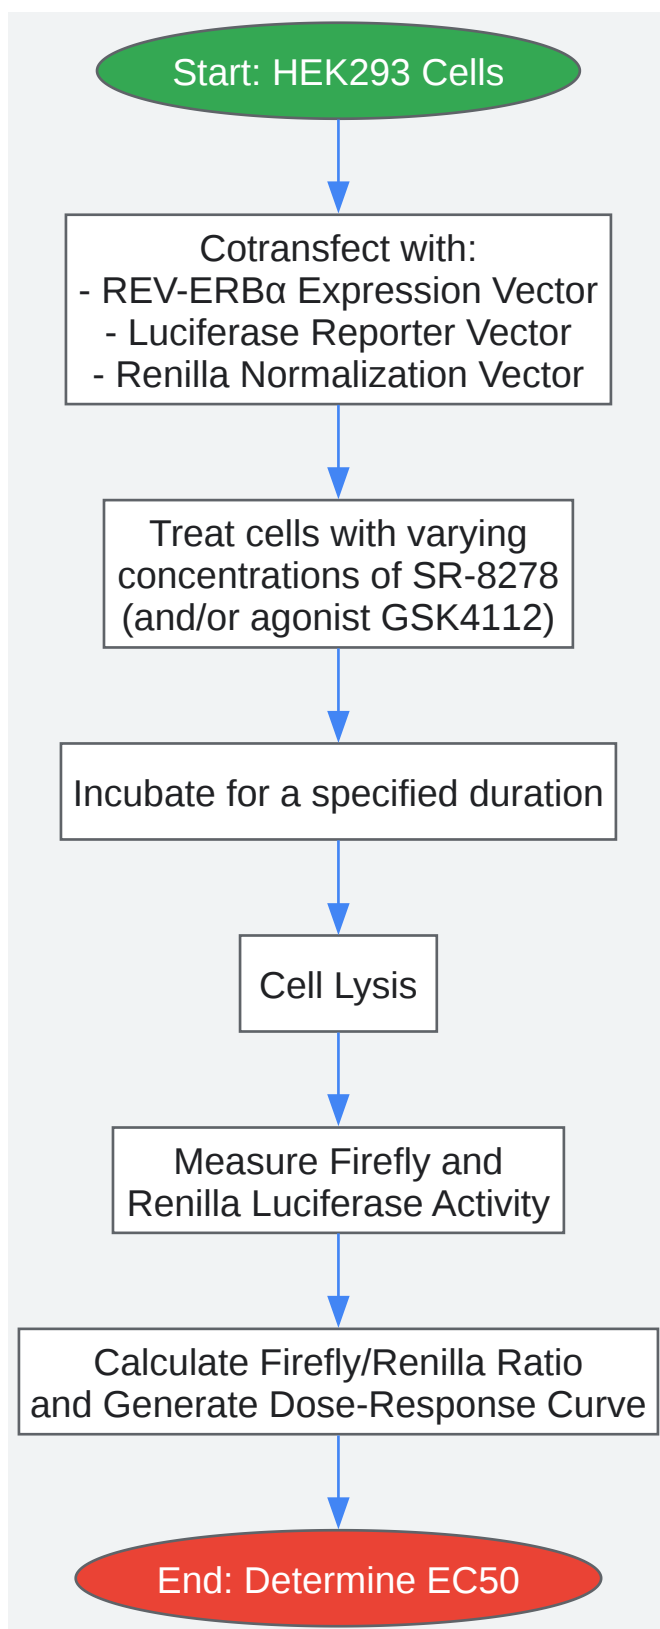 Start: HEK293 Cells
Cotransfect with:
- REV-ERBα Expression Vector
- Luciferase Reporter Vector
- Renilla Normalization Vector
Treat cells with varying
concentrations of SR-8278
(and/or agonist GSK4112)
Incubate for a specified duration
Cell Lysis
Measure Firefly and
Renilla Luciferase Activity
Calculate Firefly/Renilla Ratio
and Generate Dose-Response Curve
End: Determine EC50